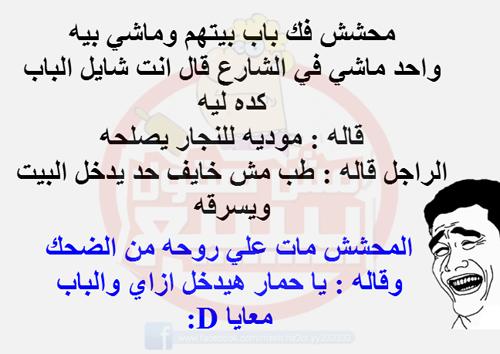 محشش فك باب بيتهم وماشي بيه
واحد ماشي في الشارع قال انت شايل الباب
كده ليه
قاله : موديه للنجار يصلحه
الراجل قاله : طب مش خايف حد يدخل البيت
ويسرقه
المحشش مات علي روحه من الضحك
وقاله : يا حمار هيدخل ازاي والباب
معايا D: